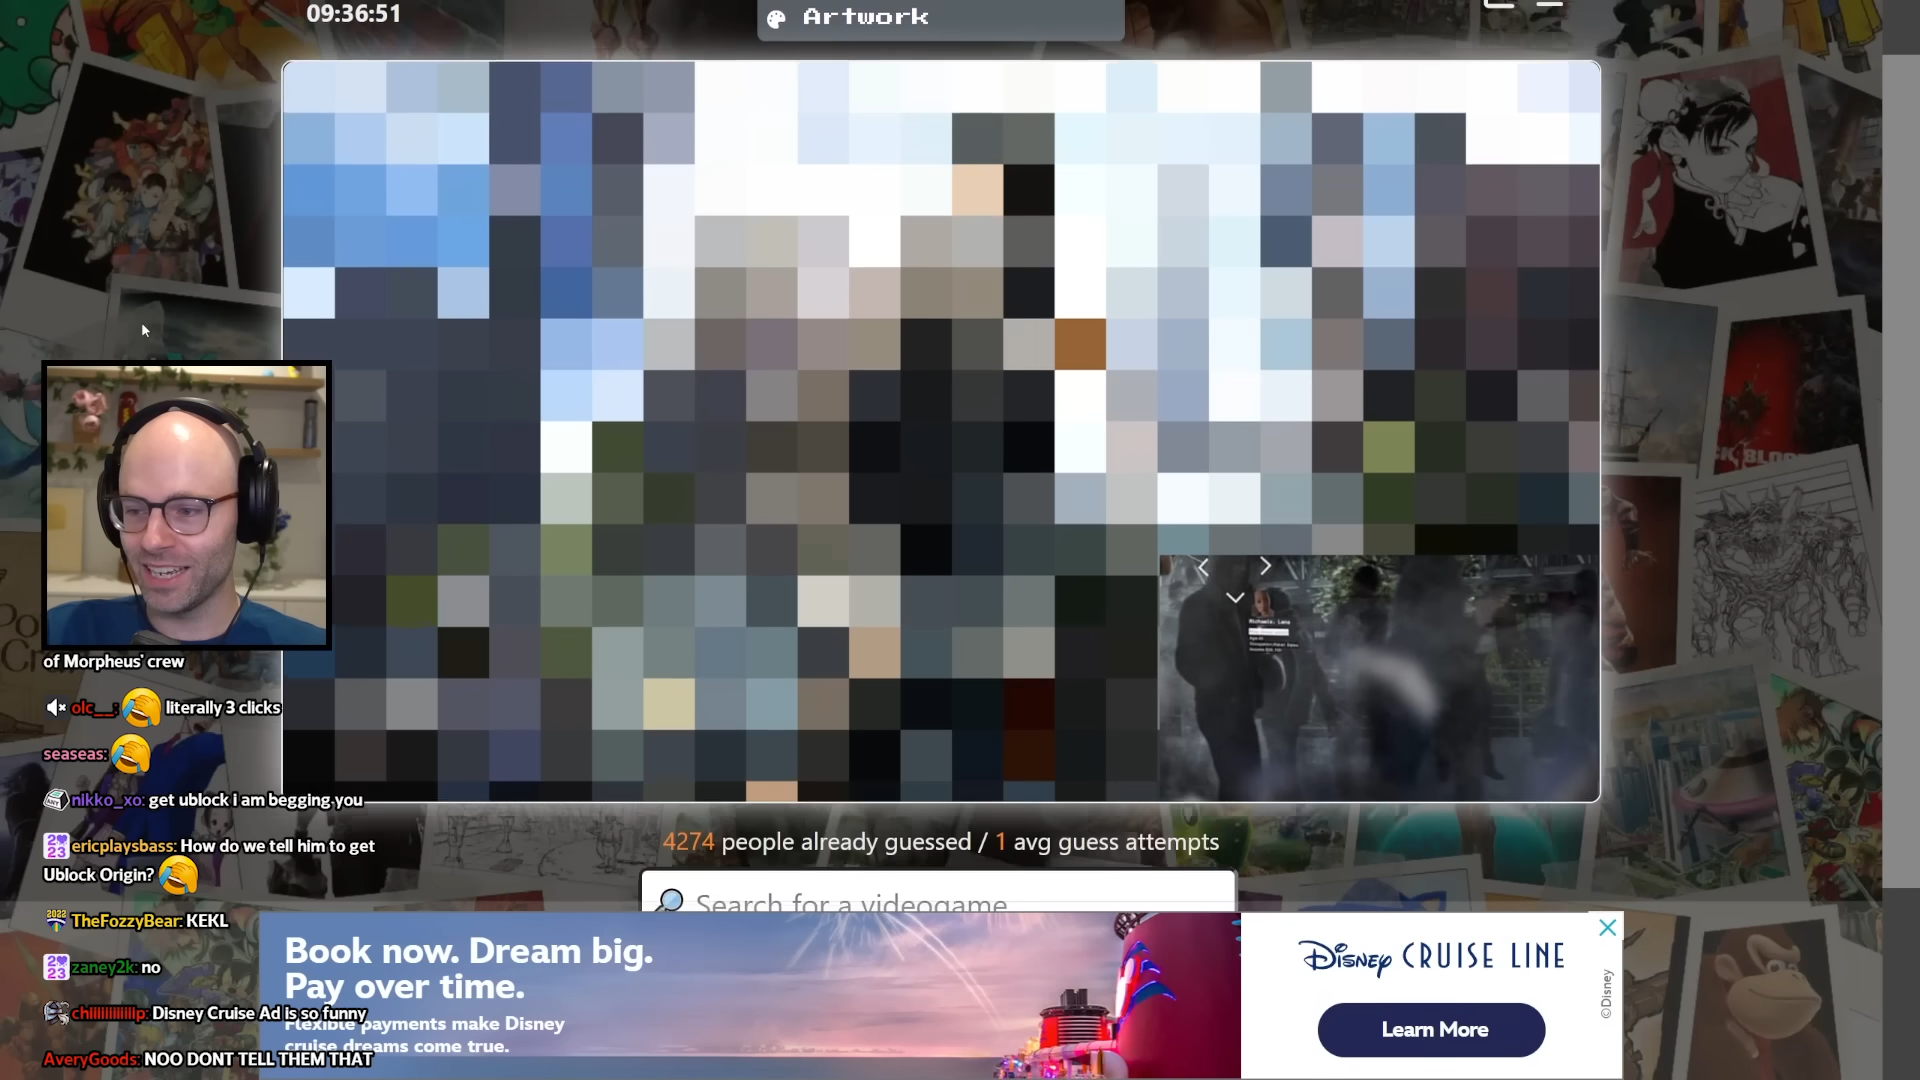 09:36:51
Artwork
4274 people already guessed / 1 avg guess attempts
Search for a videogame
of Morpheus' crew
olc__: literally 3 clicks
seaseas:
nikko_xo: get ublock i am begging you
ericplaysbass: How do we tell him to get
Ublock Origin?
TheFozzyBear: KEKL
zaney2k: no
Disney Cruise Ad is so funny
AveryGoods: NOO DONT TELL THEM THAT
Book now. Dream big.
Pay over time.
Flexible payments make Disney
cruise dreams come true.
Disney CRUISE LINE
Learn More
©Disney